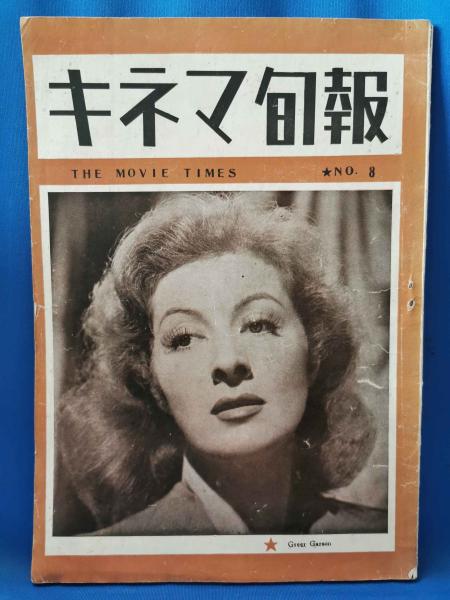 キネマ旬報
THE MOVIE TIMES ★NO. 8
★ Greer Garson